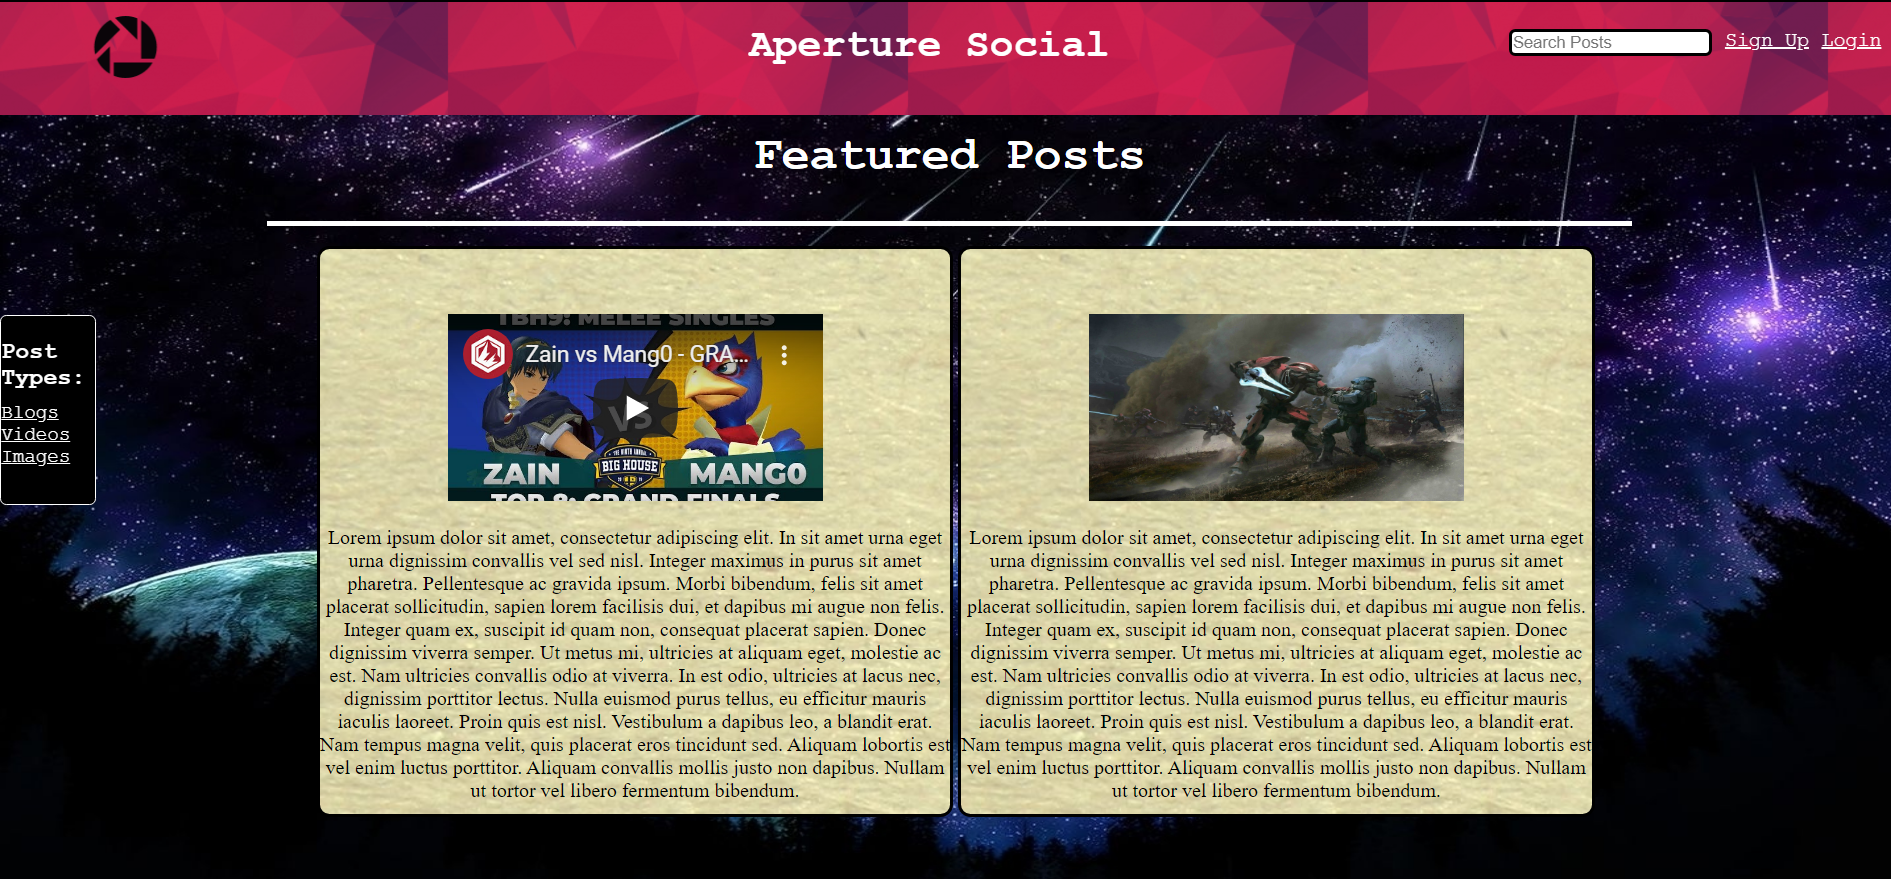 Aperture Social
Search Posts
Sign Up Login
Featured Posts
Post
Types:
Blogs
Videos
Images
TBH9: MELEE SINGLES
Zain vs Mang0 - GRA...
VS
THE NINTH ANNUAL
BIG HOUSE
ZAIN
MANG0
TOP 8: GRAND FINALS
Lorem ipsum dolor sit amet, consectetur adipiscing elit. In sit amet urna eget
urna dignissim convallis vel sed nisl. Integer maximus in purus sit amet
pharetra. Pellentesque ac gravida ipsum. Morbi bibendum, felis sit amet
placerat sollicitudin, sapien lorem facilisis dui, et dapibus mi augue non felis.
Integer quam ex, suscipit id quam non, consequat placerat sapien. Donec
dignissim viverra semper. Ut metus mi, ultricies at aliquam eget, molestie ac
est. Nam ultricies convallis odio at viverra. In est odio, ultricies at lacus nec,
dignissim porttitor lectus. Nulla euismod purus tellus, eu efficitur mauris
iaculis laoreet. Proin quis est nisl. Vestibulum a dapibus leo, a blandit erat.
Nam tempus magna velit, quis placerat eros tincidunt sed. Aliquam lobortis est
vel enim luctus porttitor. Aliquam convallis mollis justo non dapibus. Nullam
ut tortor vel libero fermentum bibendum.
Lorem ipsum dolor sit amet, consectetur adipiscing elit. In sit amet urna eget
urna dignissim convallis vel sed nisl. Integer maximus in purus sit amet
pharetra. Pellentesque ac gravida ipsum. Morbi bibendum, felis sit amet
placerat sollicitudin, sapien lorem facilisis dui, et dapibus mi augue non felis.
Integer quam ex, suscipit id quam non, consequat placerat sapien. Donec
dignissim viverra semper. Ut metus mi, ultricies at aliquam eget, molestie ac
est. Nam ultricies convallis odio at viverra. In est odio, ultricies at lacus nec,
dignissim porttitor lectus. Nulla euismod purus tellus, eu efficitur mauris
iaculis laoreet. Proin quis est nisl. Vestibulum a dapibus leo, a blandit erat.
Nam tempus magna velit, quis placerat eros tincidunt sed. Aliquam lobortis est
vel enim luctus porttitor. Aliquam convallis mollis justo non dapibus. Nullam
ut tortor vel libero fermentum bibendum.